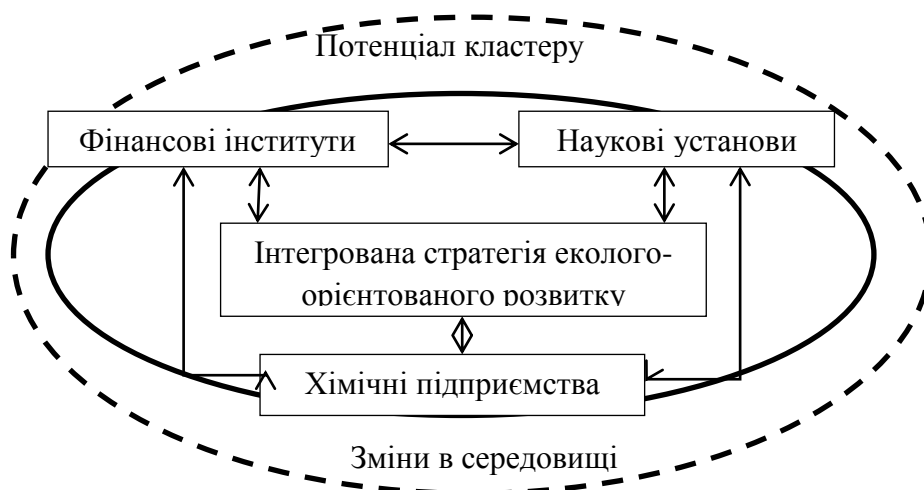 Потенціал кластеру
Фінансові інститути
Наукові установи
Інтегрована стратегія еколого-
орієнтованого розвитку
Хімічні підприємства
Зміни в середовищі